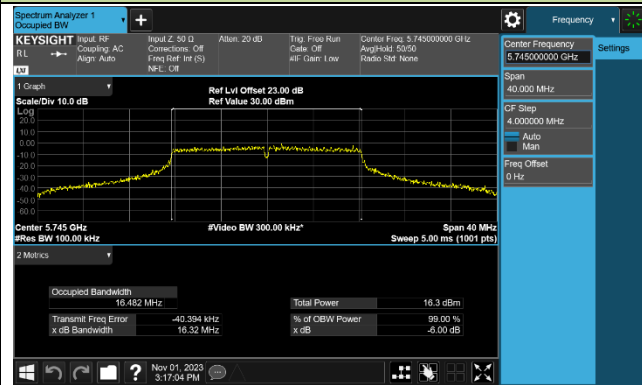 Spectrum Analyzer 1
Occupied BW
Frequency
KEYSIGHT
RL
LXI
Input: RF
Coupling: AC
Align: Auto
Input Z: 50 Ω
Corrections: Off
Freq Ref: Int (S)
NFE: Off
Atten: 20 dB
Trig: Free Run
Gate: Off
#IF Gain: Low
Center Freq: 5.745000000 GHz
Avg|Hold: 50/50
Radio Std: None
Center Frequency
5.745000000 GHz
Settings
Span
40.000 MHz
CF Step
4.000000 MHz
Auto
Man
Freq Offset
0 Hz
1 Graph
Scale/Div 10.0 dB
Ref Lvl Offset 23.00 dB
Ref Value 30.00 dBm
Log
20.0
10.0
0.00
-10.0
-20.0
-30.0
-40.0
-50.0
-60.0
Center 5.745 GHz
#Res BW 100.00 kHz
#Video BW 300.00 kHz*
Span 40 MHz
Sweep 5.00 ms (1001 pts)
2 Metrics
Occupied Bandwidth
16.482 MHz
Total Power 16.3 dBm
Transmit Freq Error -40.394 kHz
% of OBW Power 99.00 %
x dB Bandwidth 16.32 MHz
x dB -6.00 dB
?
Nov 01, 2023
3:17:04 PM